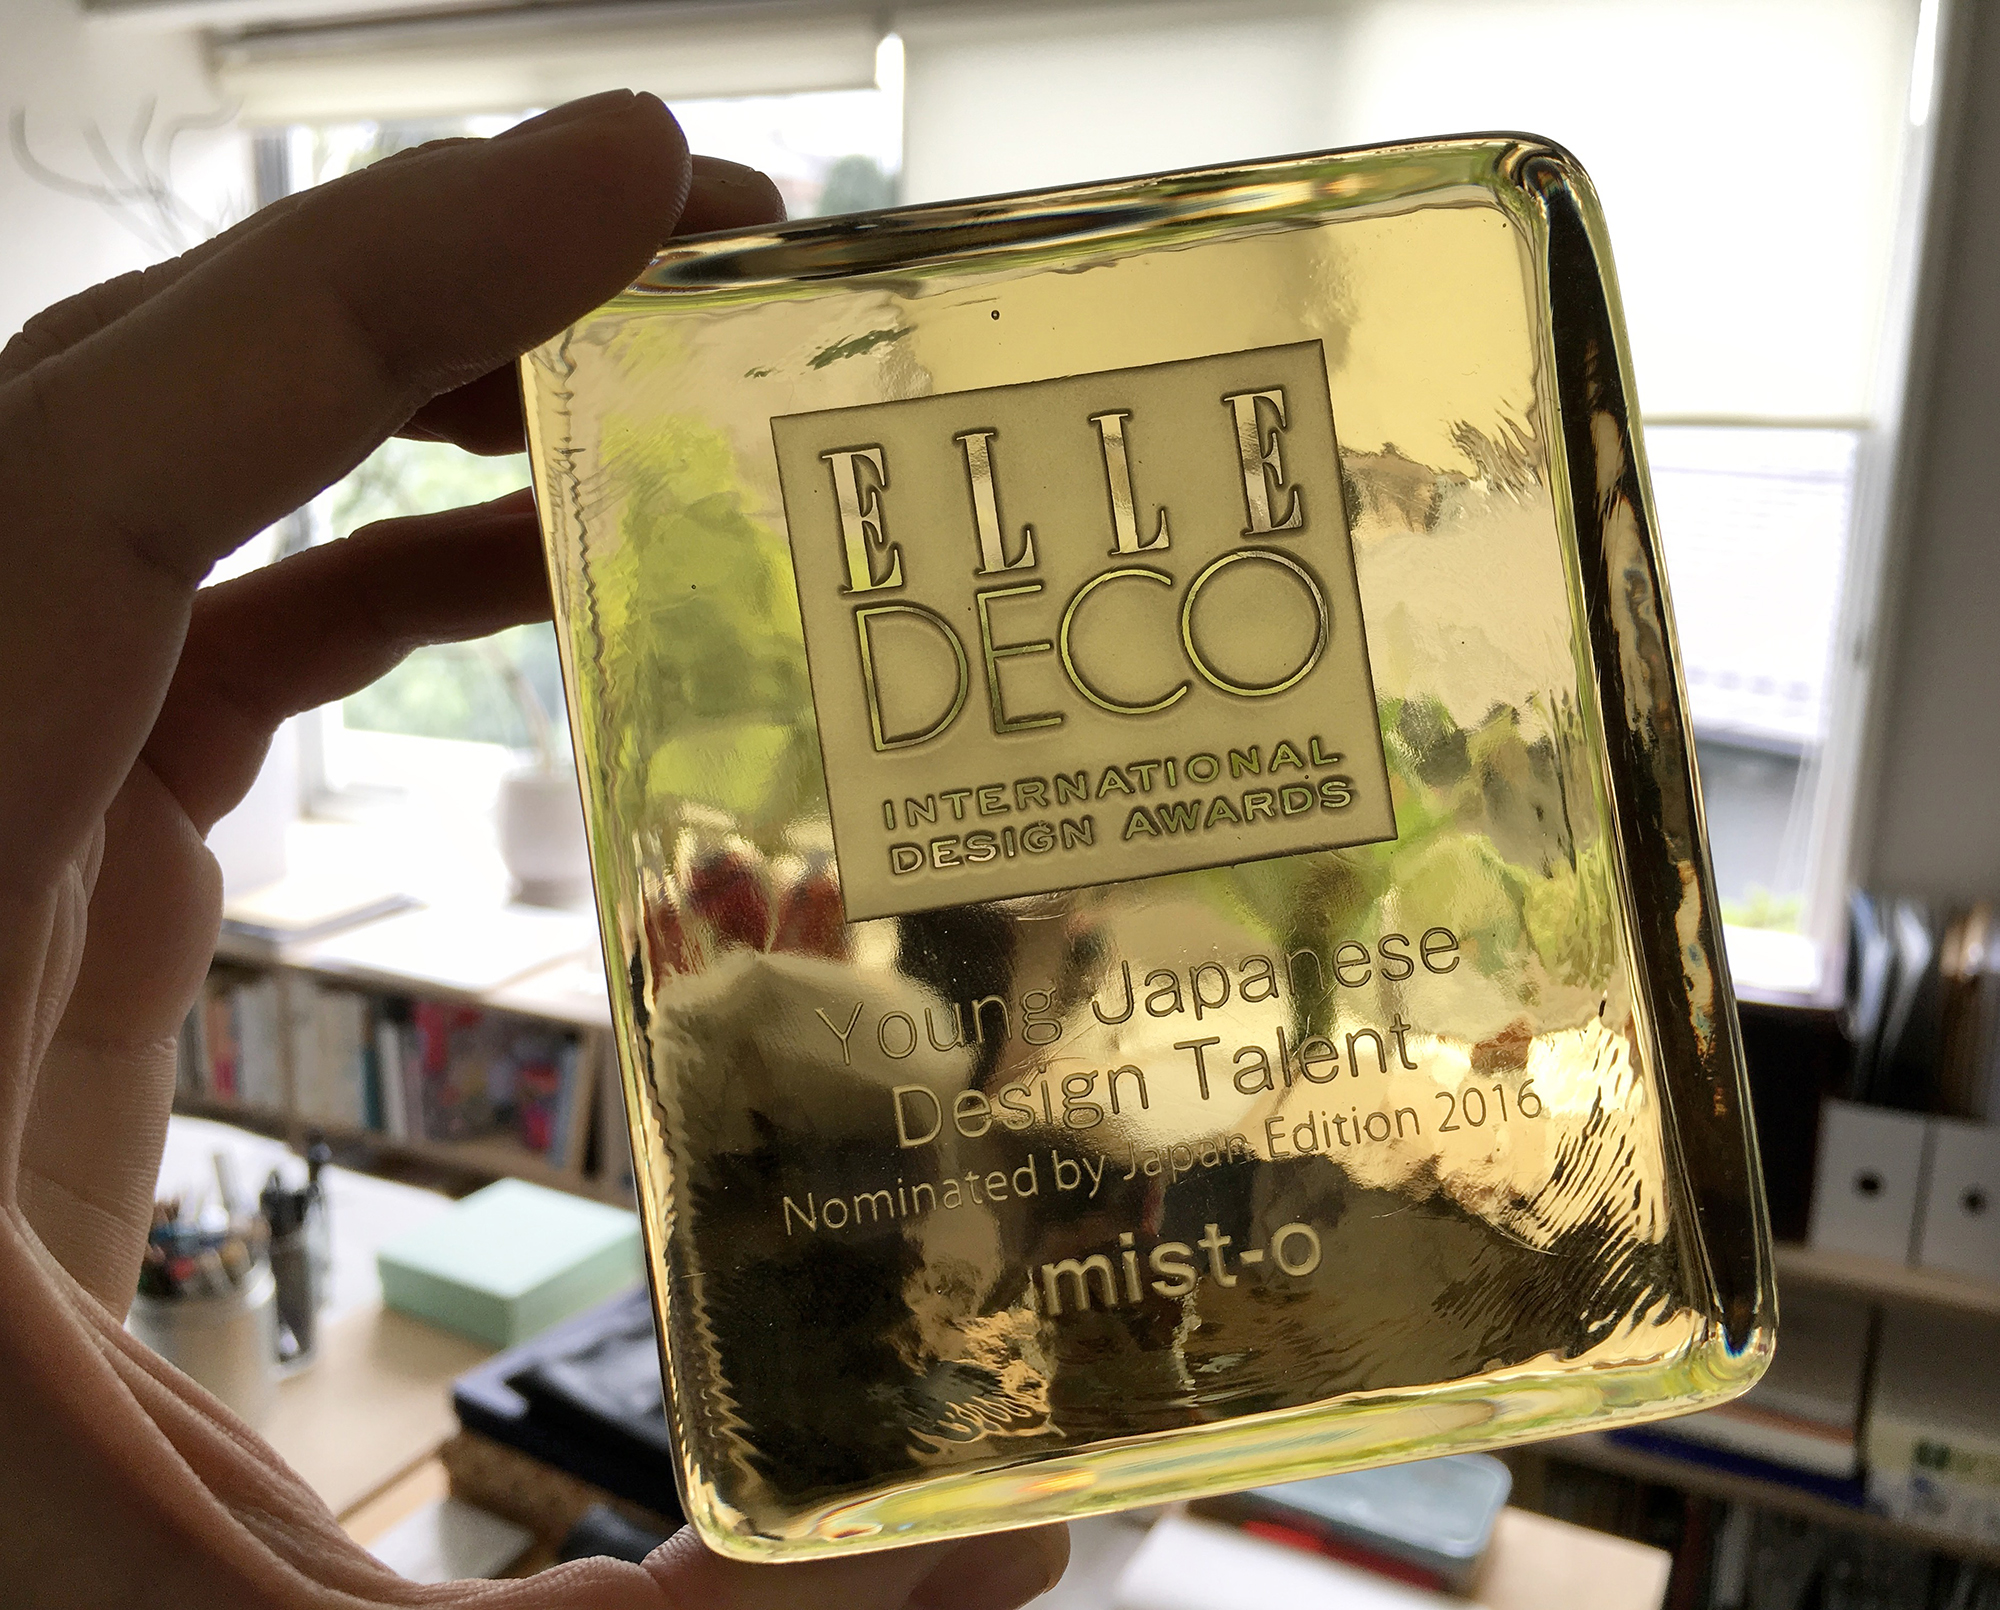 ELLE
DECO
INTERNATIONAL
DESIGN AWARDS
Young Japanese
Design Talent
Nominated by Japan Edition 2016
mist-o